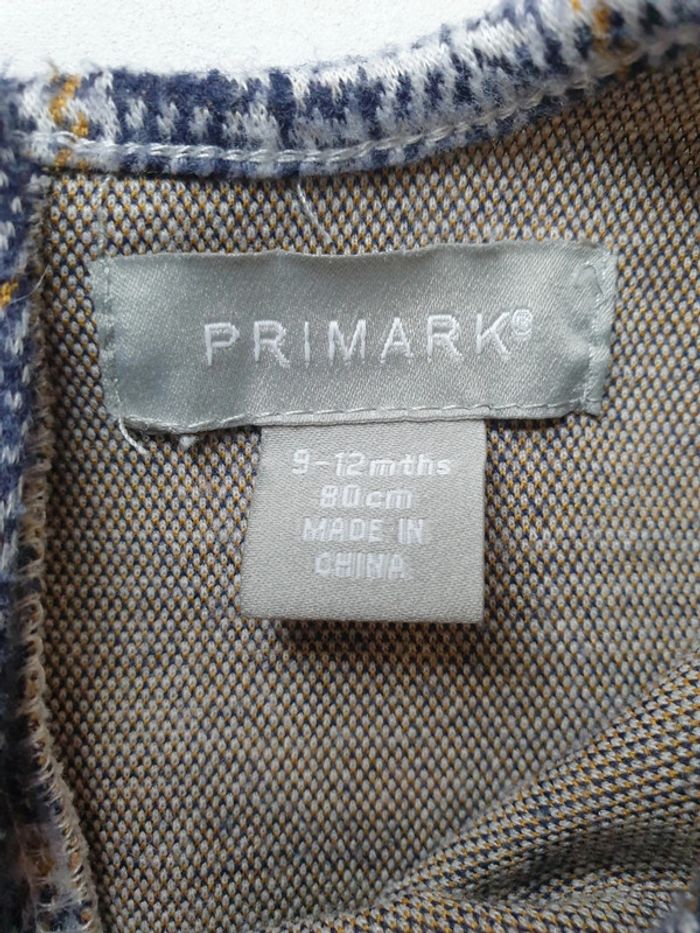 PRIMARK®
9-12mths
80cm
MADE IN
CHINA